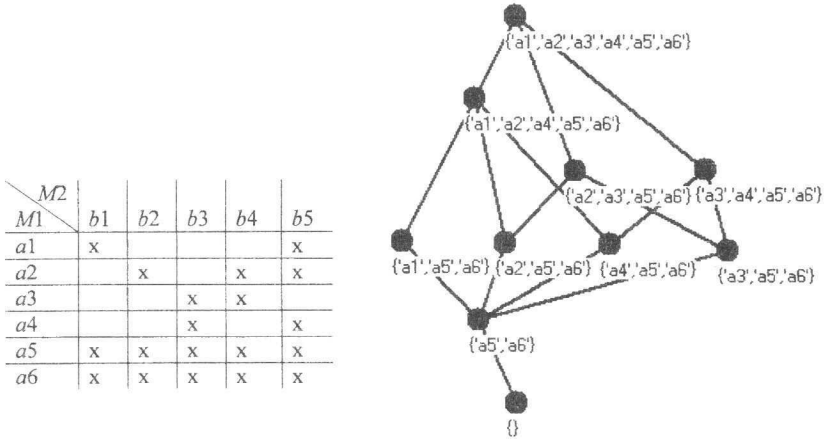 M2
M1 b1 b2 b3 b4 b5
a1 x x
a2 x x x
a3 x x
a4 x x
a5 x x x x x
a6 x x x x x
{'a1','a2','a3','a4','a5','a6'}
{'a1','a2','a4','a5','a6'}
{'a2','a3','a5','a6'} {'a3','a4','a5','a6'}
{'a1','a5','a6'} {'a2','a5','a6'} {'a4','a5','a6'} {'a3','a5','a6'}
{'a5','a6'}
{}